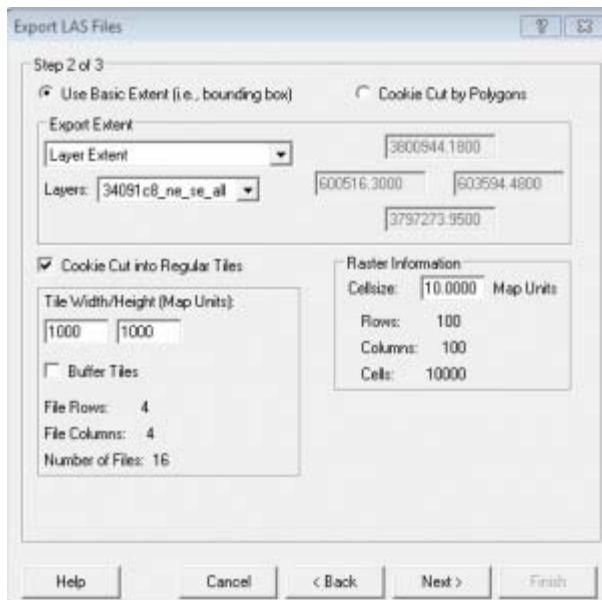 Export LAS Files
Step 2 of 3
Use Basic Extent (i.e., bounding box)
Cookie Cut by Polygons
Export Extent
Layer Extent
Layers: 34091c8_ne_se_all
3800944.1800
600516.3000
603594.4800
3797273.9500
Cookie Cut into Regular Tiles
Tile Width/Height (Map Units):
1000 1000
Buffer Tiles
File Rows: 4
File Columns: 4
Number of Files: 16
Raster Information
Cellsize: 10.0000 Map Units
Rows: 100
Columns: 100
Cells: 10000
Help Cancel < Back Next > Finish